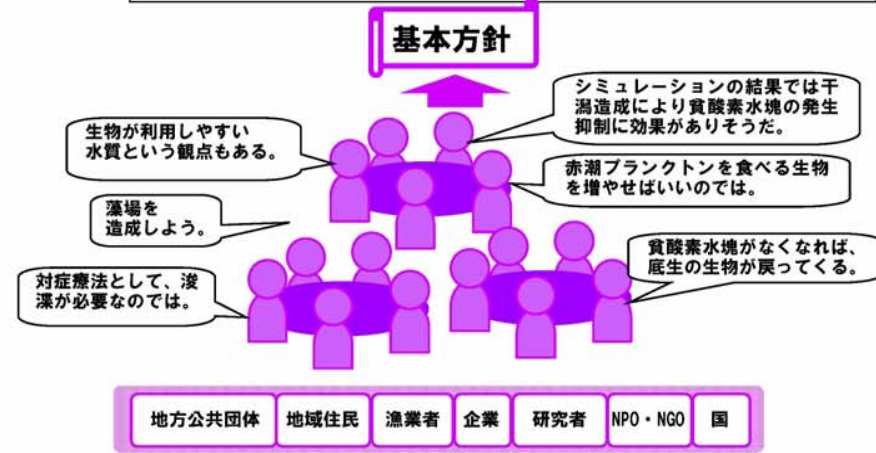 基本方針
シミュレーションの結果では干
潟造成により貧酸素水塊の発生
抑制に効果がありそうだ。
生物が利用しやすい
水質という観点もある。
赤潮プランクトンを食べる生物
を増やせばいいのでは。
藻場を
造成しよう。
貧酸素水塊がなくなれば、
底生の生物が戻ってくる。
対症療法として、浚
渫が必要なのでは。
地方公共団体 地域住民 漁業者 企業 研究者 NPO・NGO 国